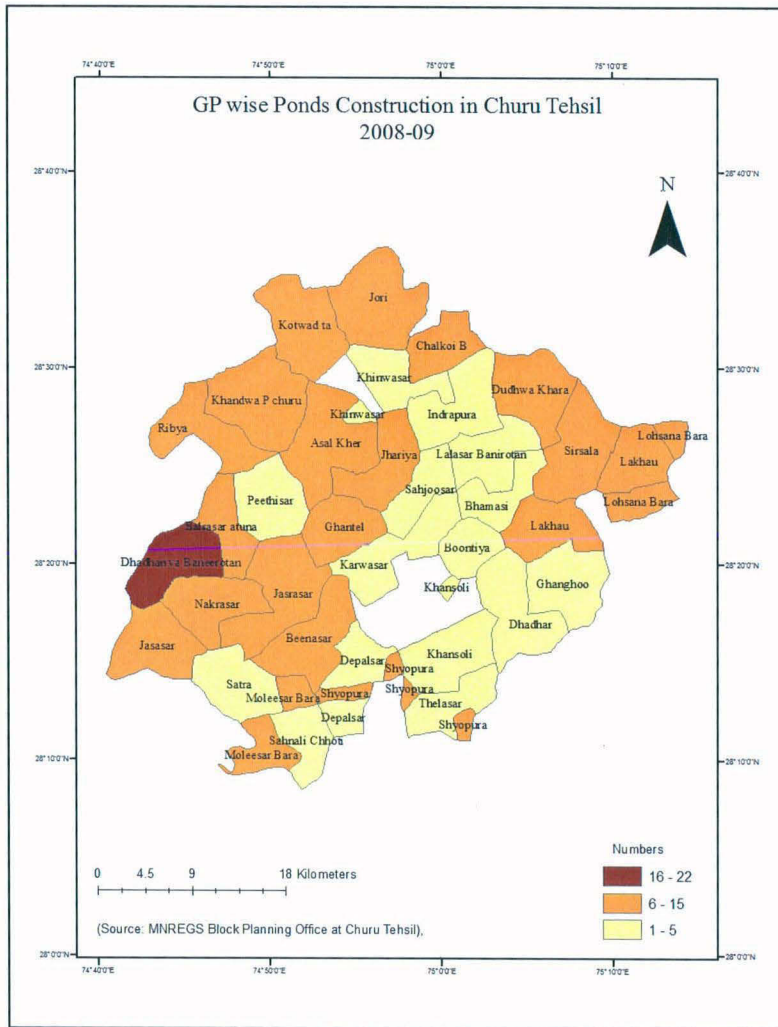 74°40'0"E 74°50'0"E 75°0'0"E 75°10'0"E
GP wise Ponds Construction in Churu Tehsil
2008-09
28°40'0"N 28°40'0"N
N
Jori
Kotwad ta
Chalkoi B
28°30'0"N 28°30'0"N
Khinwasar
Dudhwa Khara
Khandwa P churu
Khinwasar
Indrapura
Ribya
Asal Kher
Jhariya
Lalasar Banirotan
Sirsala
Lohsana Bara
Lakhau
Peethisar
Sahjoosar
Lohsana Bara
Bhamasi
Ghantel
Lakhau
Boontiya
Dhadhariya Baneerotan
Karwasar
28°20'0"N 28°20'0"N
Khansoli
Ghanghoo
Jasrasar
Nakrasar
Dhadhar
Jasasar
Beenasar
Khansoli
Depalsar
Shyopura
Satra
Moleesar Bara
Shyopura
Shyopura
Thelasar
Depalsar
Shyopura
Sahnali Chhoti
Moleesar Bara
28°10'0"N 28°10'0"N
Numbers
16 - 22
6 - 15
1 - 5
0 4.5 9 18 Kilometers
(Source: MNREGS Block Planning Office at Churu Tehsil),
28°0'0"N 28°0'0"N
74°40'0"E 74°50'0"E 75°0'0"E 75°10'0"E